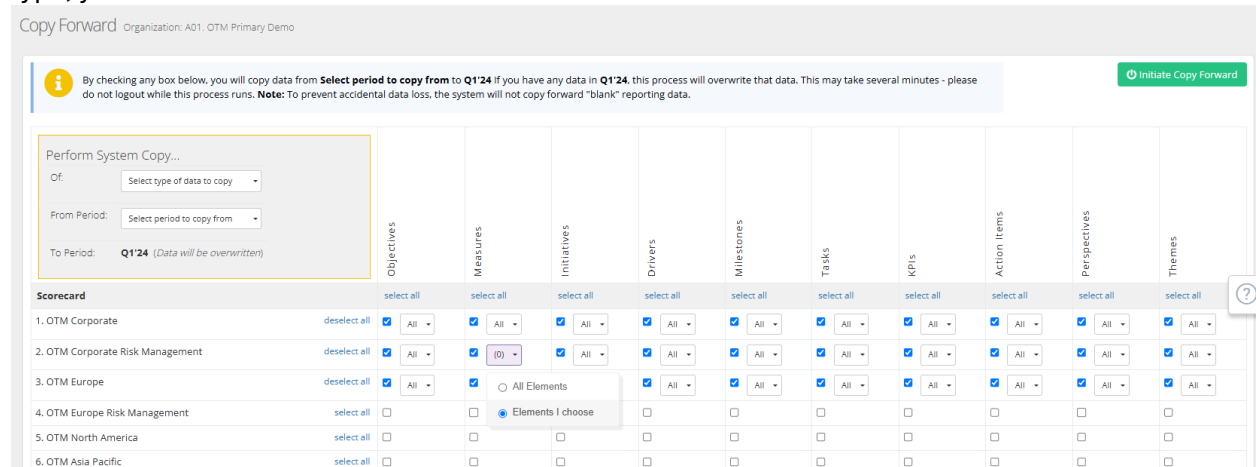 Copy Forward Organization: A01. OTM Primary Demo
By checking any box below, you will copy data from Select period to copy from to Q1'24 If you have any data in Q1'24, this process will overwrite that data. This may take several minutes - please
do not logout while this process runs. Note: To prevent accidental data loss, the system will not copy forward "blank" reporting data.
Initiate Copy Forward
Perform System Copy...
Of: Select type of data to copy
From Period: Select period to copy from
To Period: Q1'24 (Data will be overwritten)
Objectives
Measures
Initiatives
Drivers
Milestones
Tasks
KPIs
Action Items
Perspectives
Themes
Scorecard select all select all select all select all select all select all select all select all select all select all
?
1. OTM Corporate deselect all All All All All All All All All All All
2. OTM Corporate Risk Management deselect all All (0) All All All All All All All All
3. OTM Europe deselect all All All All All All All All All
All Elements
Elements I choose
4. OTM Europe Risk Management select all
5. OTM North America select all
6. OTM Asia Pacific select all